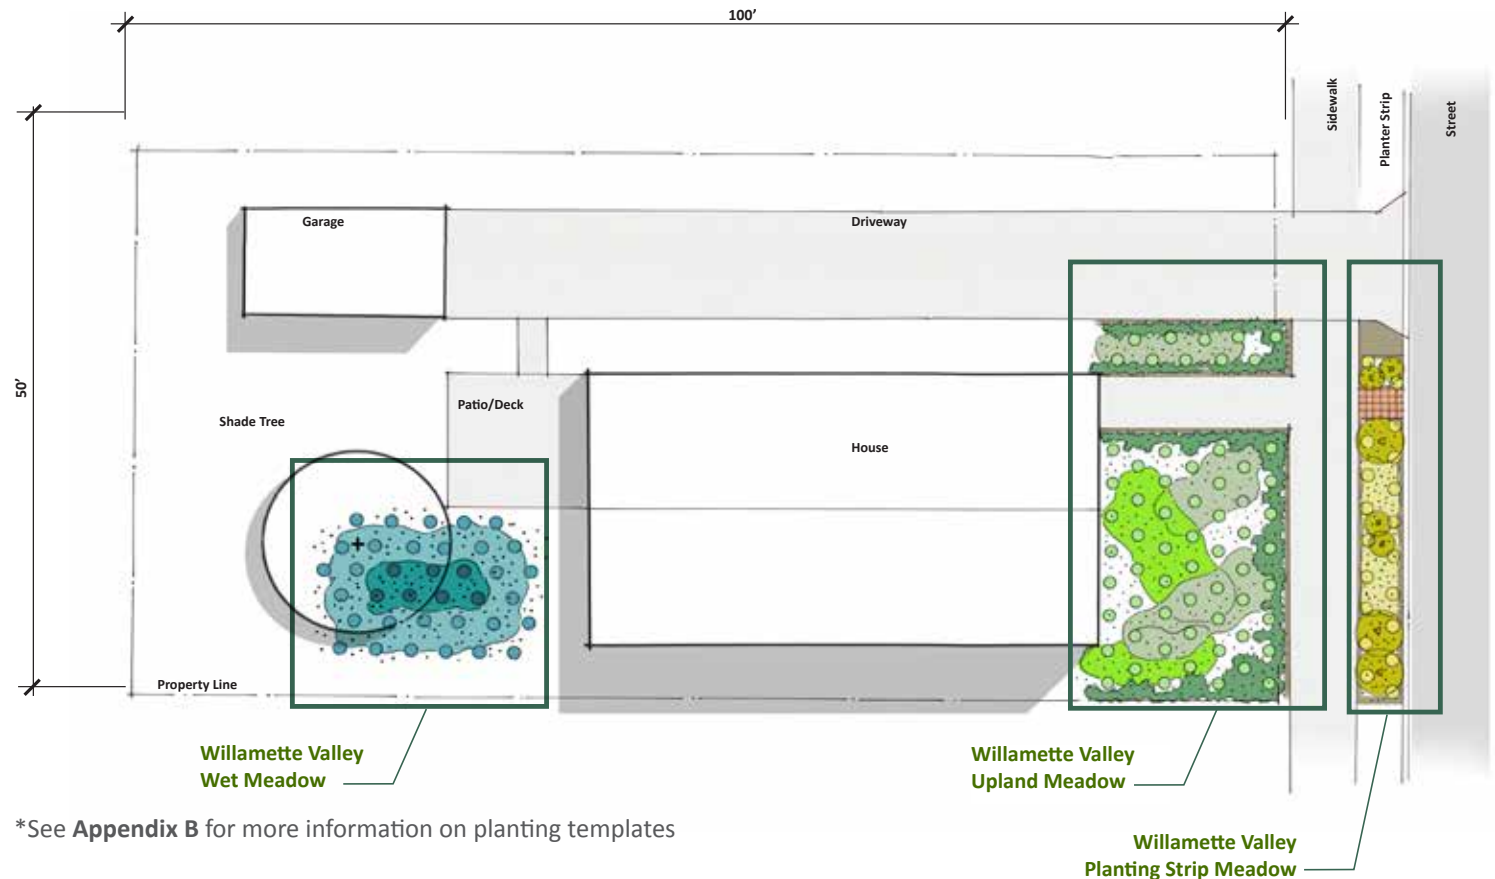 100’
Sidewalk
Planter Strip
Street
Garage
Driveway
50’
Patio/Deck
Shade Tree
House
Property Line
Willamette Valley
Wet Meadow
Willamette Valley
Upland Meadow
*See Appendix B for more information on planting templates
Willamette Valley
Planting Strip Meadow